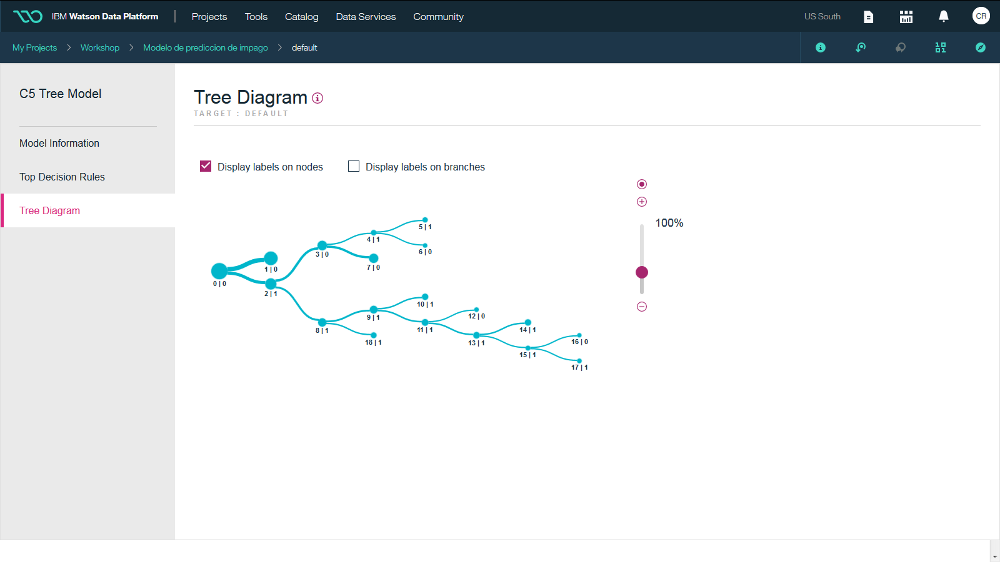 IBM Watson Data Platform
Projects
Tools
Catalog
Data Services
Community
US South
CR
My Projects > Workshop > Modelo de prediccion de impago > default
C5 Tree Model
Model Information
Top Decision Rules
Tree Diagram
Tree Diagram
TARGET : DEFAULT
Display labels on nodes
Display labels on branches
100%
5 | 1
4 | 1
6 | 0
3 | 0
7 | 0
1 | 0
0 | 0
2 | 1
10 | 1
9 | 1
12 | 0
8 | 1
11 | 1
14 | 1
18 | 1
13 | 1
16 | 0
15 | 1
17 | 1